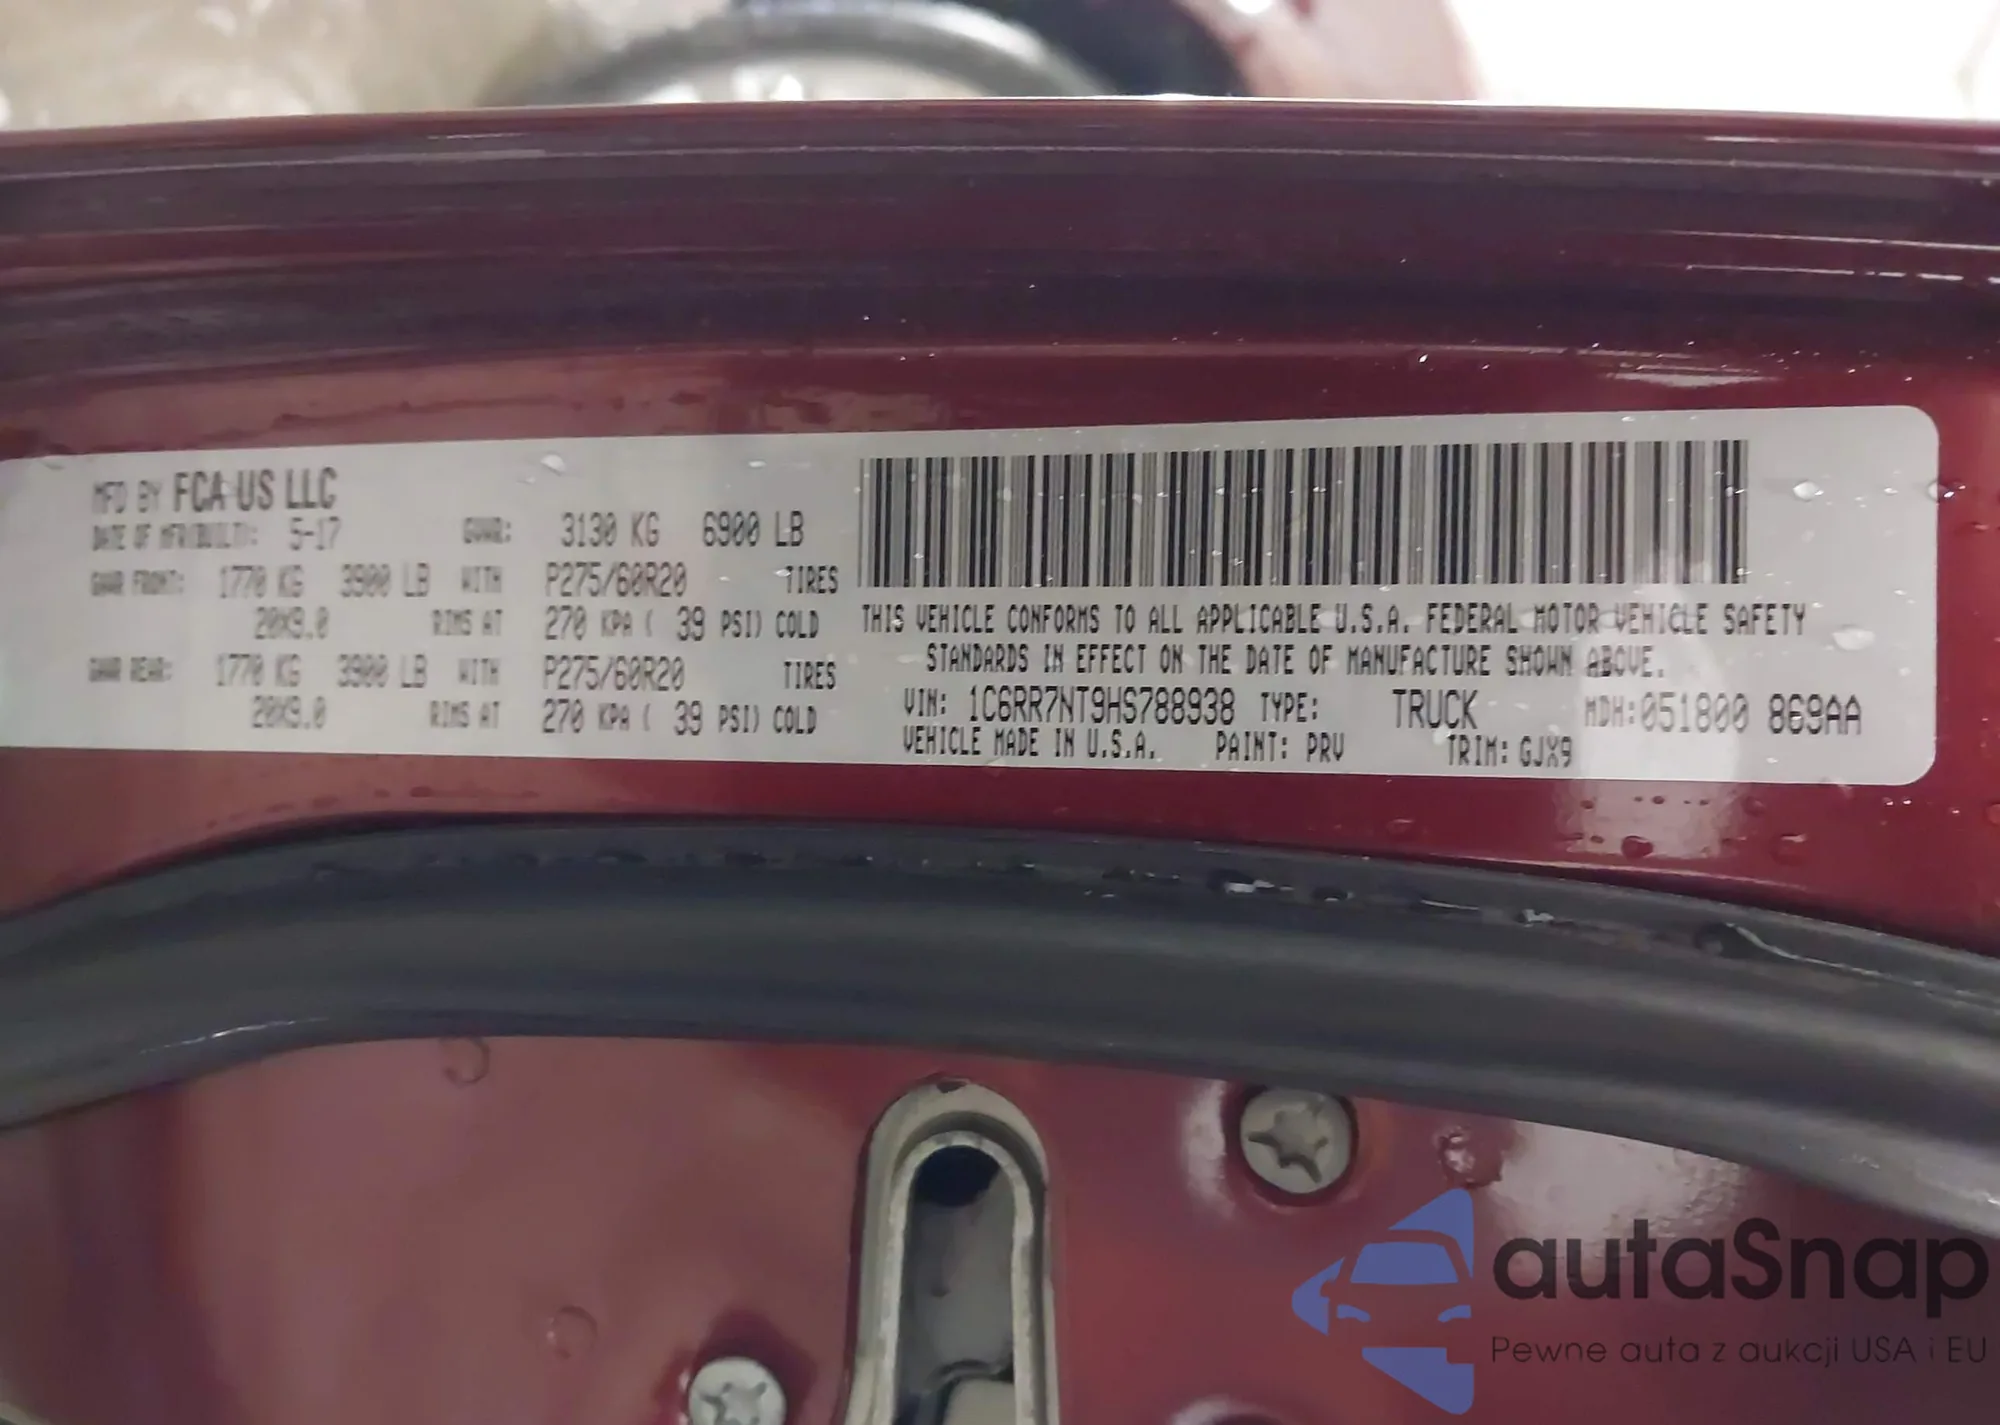 MFD BY FCA US LLC
DATE OF MFR(BUILT): 5-17 GVWR: 3130 KG 6900 LB
GAWR FRONT: 1770 KG 3900 LB WITH P275/60R20 TIRES
20X9.0 RIMS AT 270 KPA ( 39 PSI) COLD
GAWR REAR: 1770 KG 3900 LB WITH P275/60R20 TIRES
20X9.0 RIMS AT 270 KPA ( 39 PSI) COLD
THIS VEHICLE CONFORMS TO ALL APPLICABLE U.S.A. FEDERAL MOTOR VEHICLE SAFETY
STANDARDS IN EFFECT ON THE DATE OF MANUFACTURE SHOWN ABOVE.
VIN: 1C6RR7NT9HS788938 TYPE: TRUCK MDH:051800 869AA
VEHICLE MADE IN U.S.A. PAINT: PRV TRIM: GJX9
autaSnap
Pewne auta z aukcji USA i EU